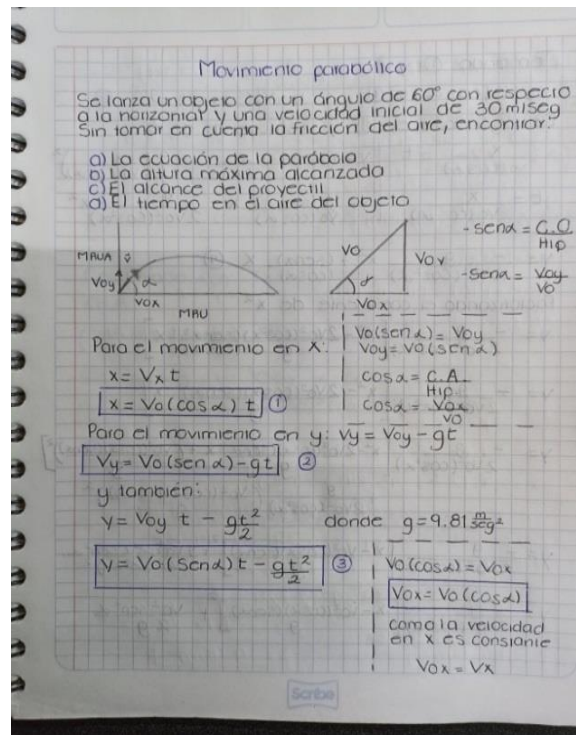 Movimiento parabólico
Se lanza un objeto con un ángulo de 60° con respecto
a la horizontal y una velocidad inicial de 30 m/seg
Sin tomar en cuenta la fricción del aire, encontrar:
a) La ecuación de la parábola
b) La altura máxima alcanzada
c) El alcance del proyectil
d) El tiempo en el aire del objeto
MRUA
Voy
α
Vox
MRU
Vo
Voy
α
Vox
- Senα = C.O / Hip
- Senα = Voy / Vo
Vo(senα) = Voy
Voy = Vo(senα)
cosα = C.A. / Hip
cosα = Vox / Vo
Para el movimiento en x:
x = Vx t
x = Vo(cos α) t ①
Para el movimiento en y: Vy = Voy - gt
Vy = Vo(sen α) - gt ②
y también:
y = Voy t - gt²/2 donde g = 9.81 m/seg²
y = Vo(Senα)t - gt²/2 ③
Vo(cosα) = Vox
Vox = Vo(cosα)
como la velocidad
en x es constante
Vox = Vx
Scribe